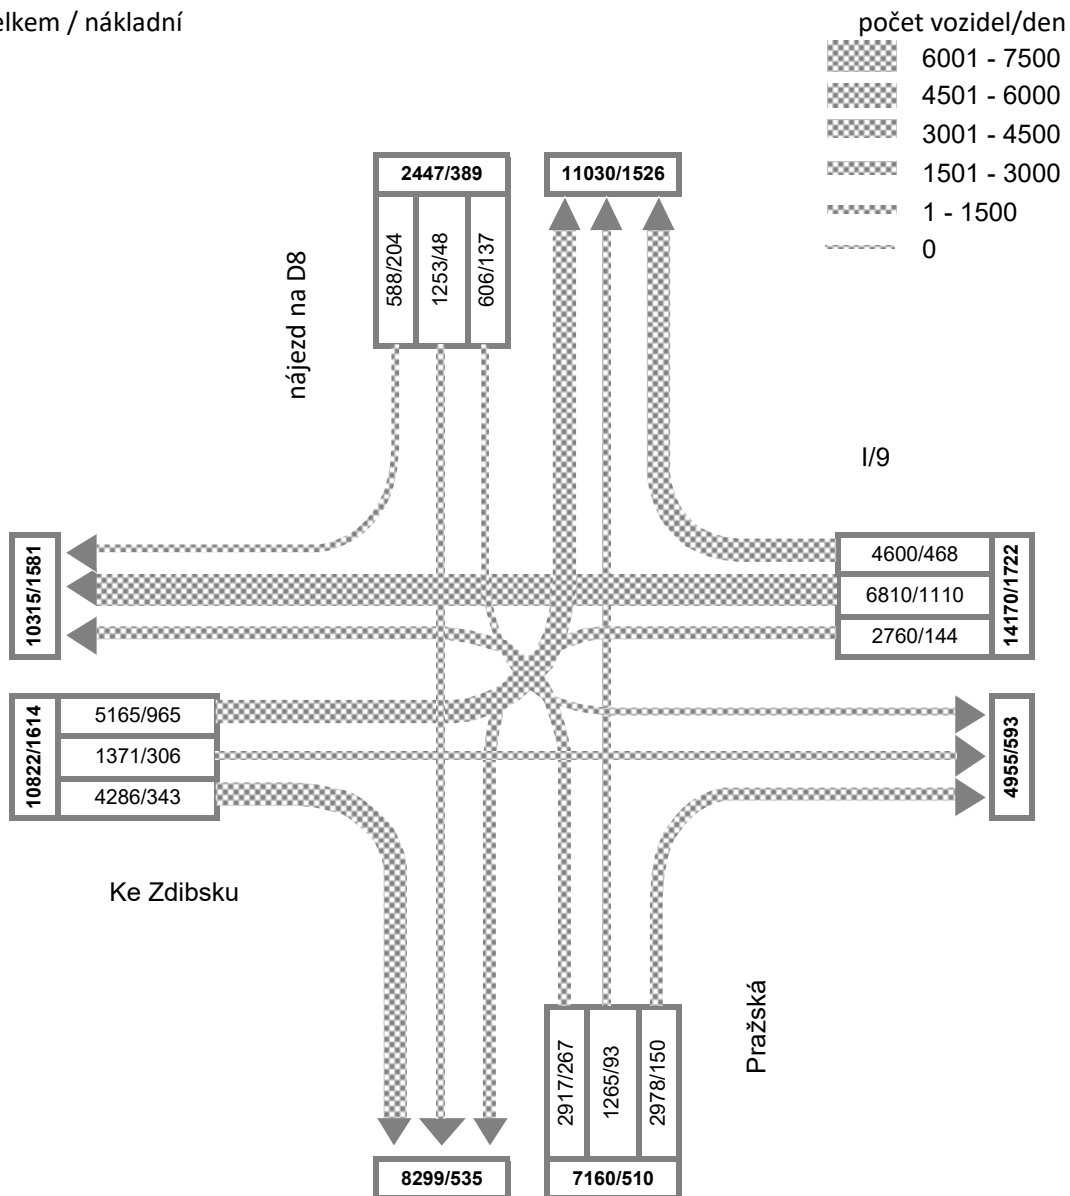 elkem / nákladní
počet vozidel/den
6001 - 7500
4501 - 6000
3001 - 4500
1501 - 3000
1 - 1500
0
2447/389
11030/1526
588/204
1253/48
606/137
nájezd na D8
I/9
10315/1581
4600/468
6810/1110
2760/144
14170/1722
10822/1614
5165/965
1371/306
4286/343
4955/593
Ke Zdibsku
Pražská
2917/267
1265/93
2978/150
8299/535
7160/510